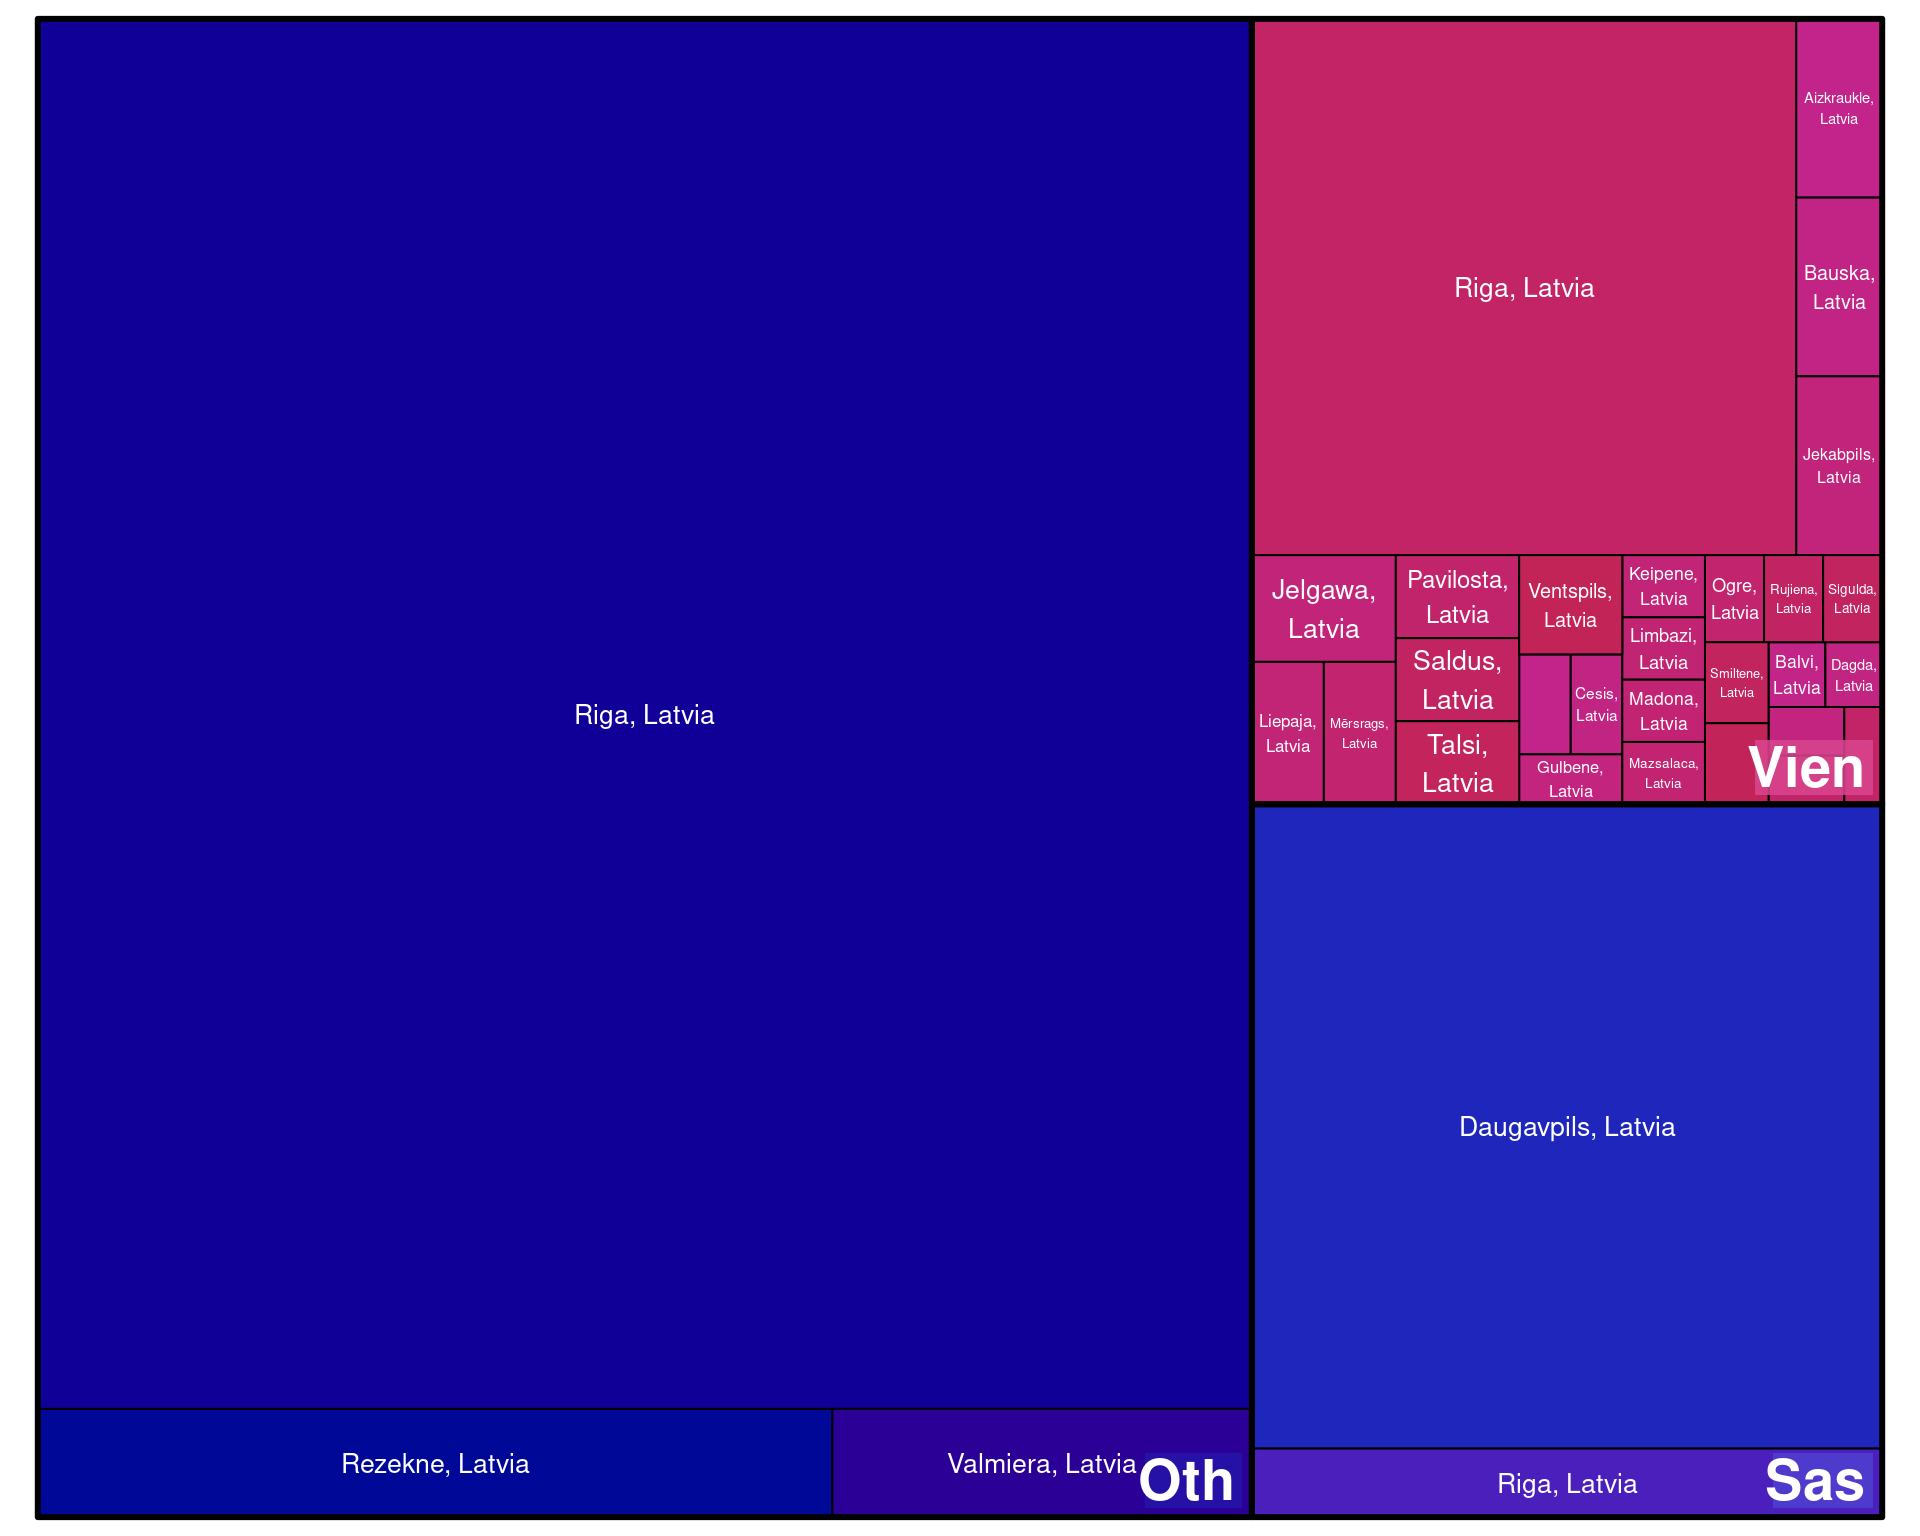 Riga, Latvia
Rezekne, Latvia
Valmiera, Latvia
Oth
Riga, Latvia
Aizkraukle,
Latvia
Bauska,
Latvia
Jekabpils,
Latvia
Jelgawa,
Latvia
Liepaja,
Latvia
Mērsrags,
Latvia
Pavilosta,
Latvia
Saldus,
Latvia
Talsi,
Latvia
Ventspils,
Latvia
Cesis,
Latvia
Gulbene,
Latvia
Keipene,
Latvia
Limbazi,
Latvia
Madona,
Latvia
Mazsalaca,
Latvia
Ogre,
Latvia
Rujiena,
Latvia
Sigulda,
Latvia
Smiltene,
Latvia
Balvi,
Latvia
Dagda,
Latvia
Vien
Daugavpils, Latvia
Riga, Latvia
Sas